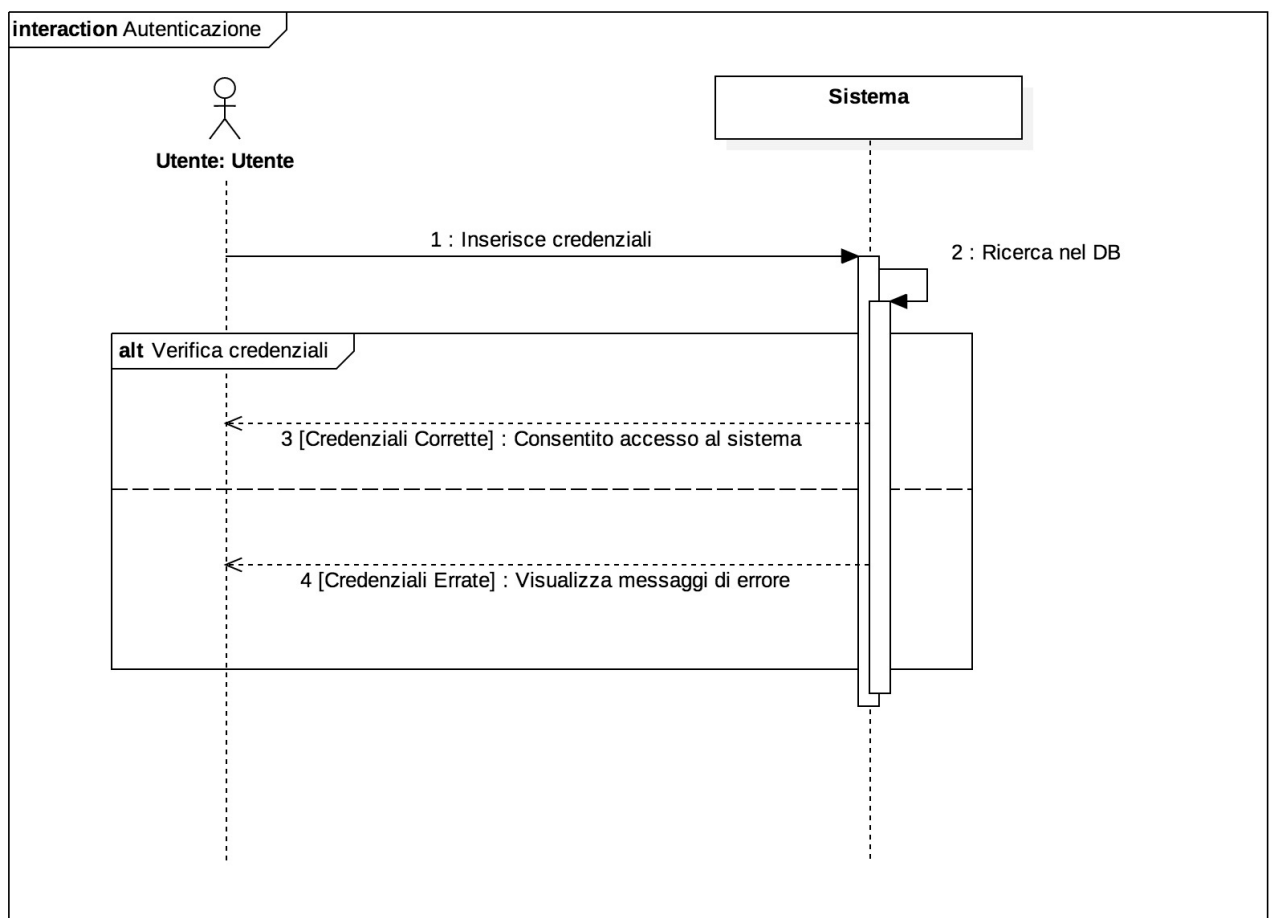 interaction Autenticazione
Utente: Utente
Sistema
1 : Inserisce credenziali
2 : Ricerca nel DB
alt Verifica credenziali
3 [Credenziali Corrette] : Consentito accesso al sistema
4 [Credenziali Errate] : Visualizza messaggi di errore